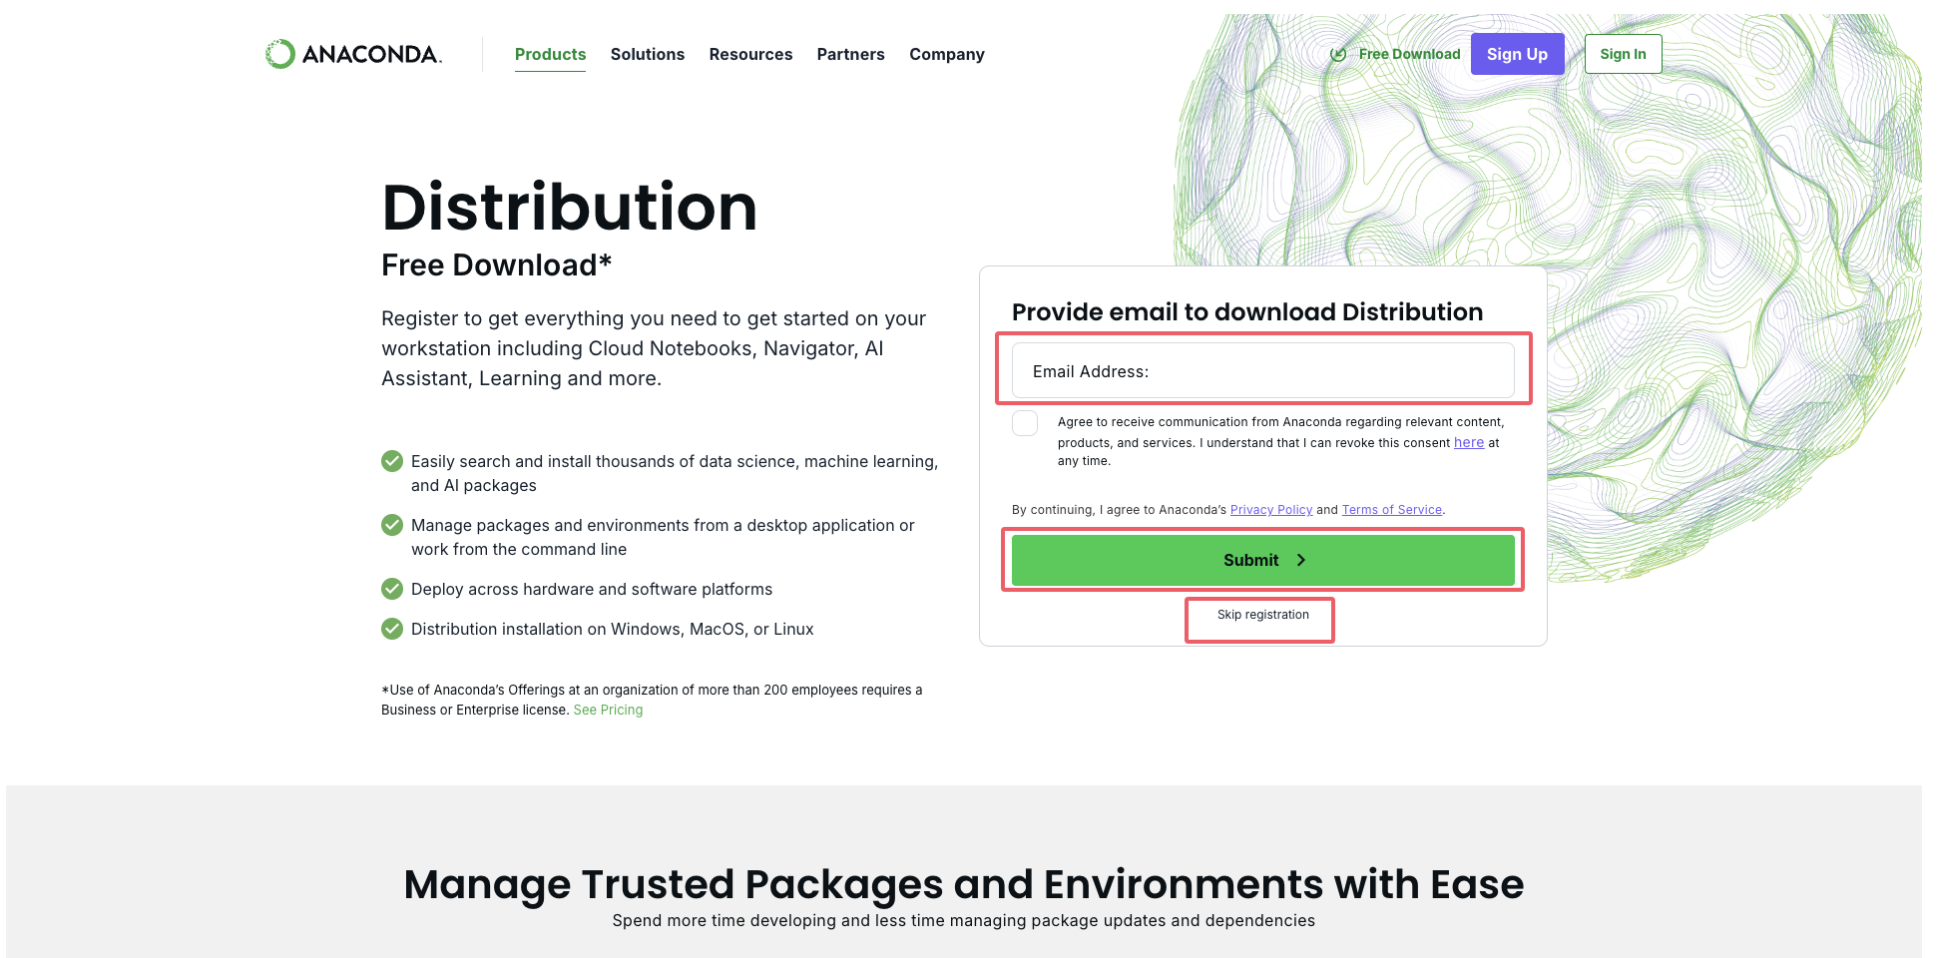 ANACONDA.
Products Solutions Resources Partners Company
Free Download Sign Up Sign In
Distribution
Free Download*
Register to get everything you need to get started on your
workstation including Cloud Notebooks, Navigator, AI
Assistant, Learning and more.
Easily search and install thousands of data science, machine learning,
and AI packages
Manage packages and environments from a desktop application or
work from the command line
Deploy across hardware and software platforms
Distribution installation on Windows, MacOS, or Linux
*Use of Anaconda’s Offerings at an organization of more than 200 employees requires a
Business or Enterprise license. See Pricing
Provide email to download Distribution
Email Address:
Agree to receive communication from Anaconda regarding relevant content,
products, and services. I understand that I can revoke this consent here at
any time.
By continuing, I agree to Anaconda’s Privacy Policy and Terms of Service.
Submit
Skip registration
Manage Trusted Packages and Environments with Ease
Spend more time developing and less time managing package updates and dependencies